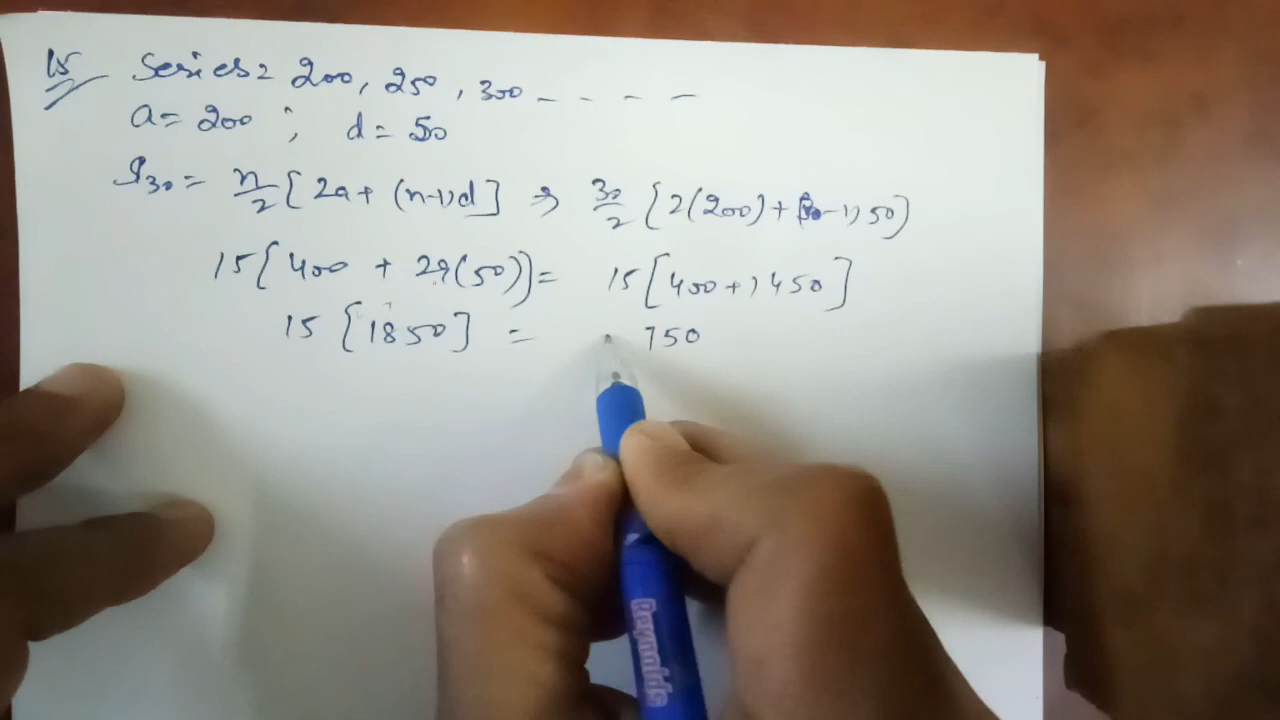 15 Series = 200, 250, 300 - - - -
a = 200 ; d = 50
S30 = n/2 [ 2a + (n-1)d ] ⇒ 30/2 [ 2(200) + (30-1)50 ]
15 [ 400 + 29(50) ] = 15 [ 400 + 1450 ]
15 [ 1850 ] = 750
Reynolds